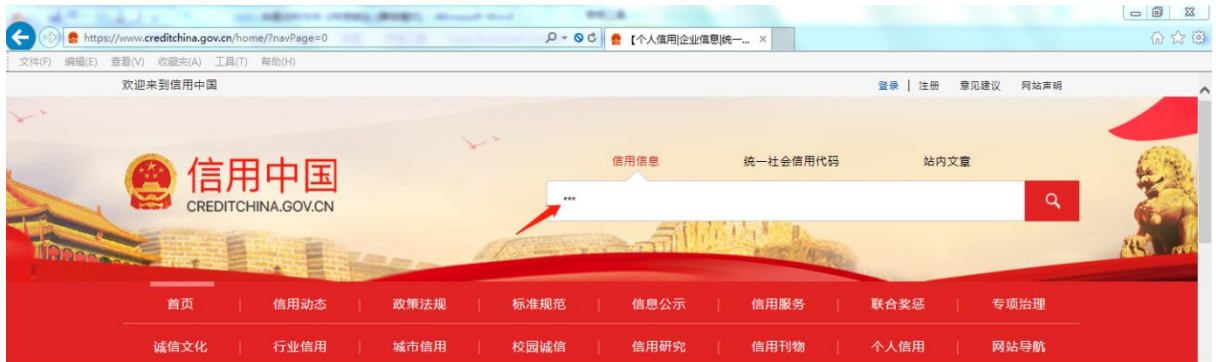 https://www.creditchina.gov.cn/home/?navPage=0
【个人信用|企业信息|统一... ×
文件(F) 编辑(E) 查看(V) 收藏夹(A) 工具(T) 帮助(H)
欢迎来到信用中国
登录 | 注册 意见建议 网站声明
信用信息 统一社会信用代码 站内文章
信用中国
CREDITCHINA.GOV.CN
***
首页 | 信用动态 | 政策法规 | 标准规范 | 信息公示 | 信用服务 | 联合奖惩 | 专项治理
诚信文化 | 行业信用 | 城市信用 | 校园诚信 | 信用研究 | 信用刊物 | 个人信用 | 网站导航